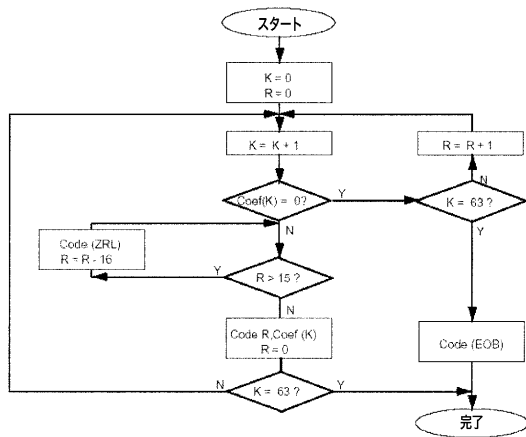 スタート
K = 0
R = 0
K = K + 1
R = R + 1
Coef(K) = 0?
Y
K = 63 ?
N
N
Y
Code (ZRL)
R = R - 16
Y
R > 15 ?
N
Code R,Coef (K)
R = 0
Code (EOB)
N
K = 63 ?
Y
完了